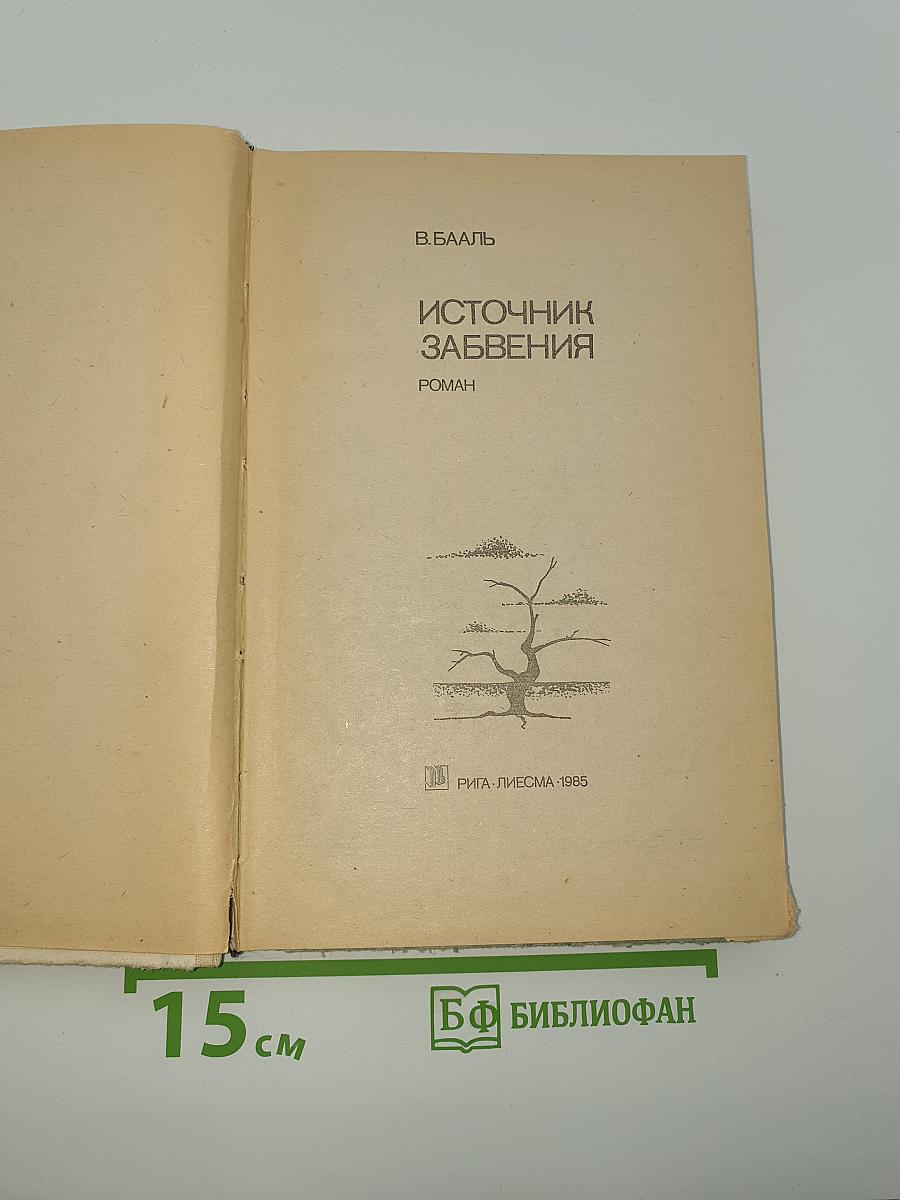 В. БААЛЬ
ИСТОЧНИК
ЗАБВЕНИЯ
РОМАН
РИГА · ЛИЕСМА · 1985
15 см
БФ БИБЛИОФАН